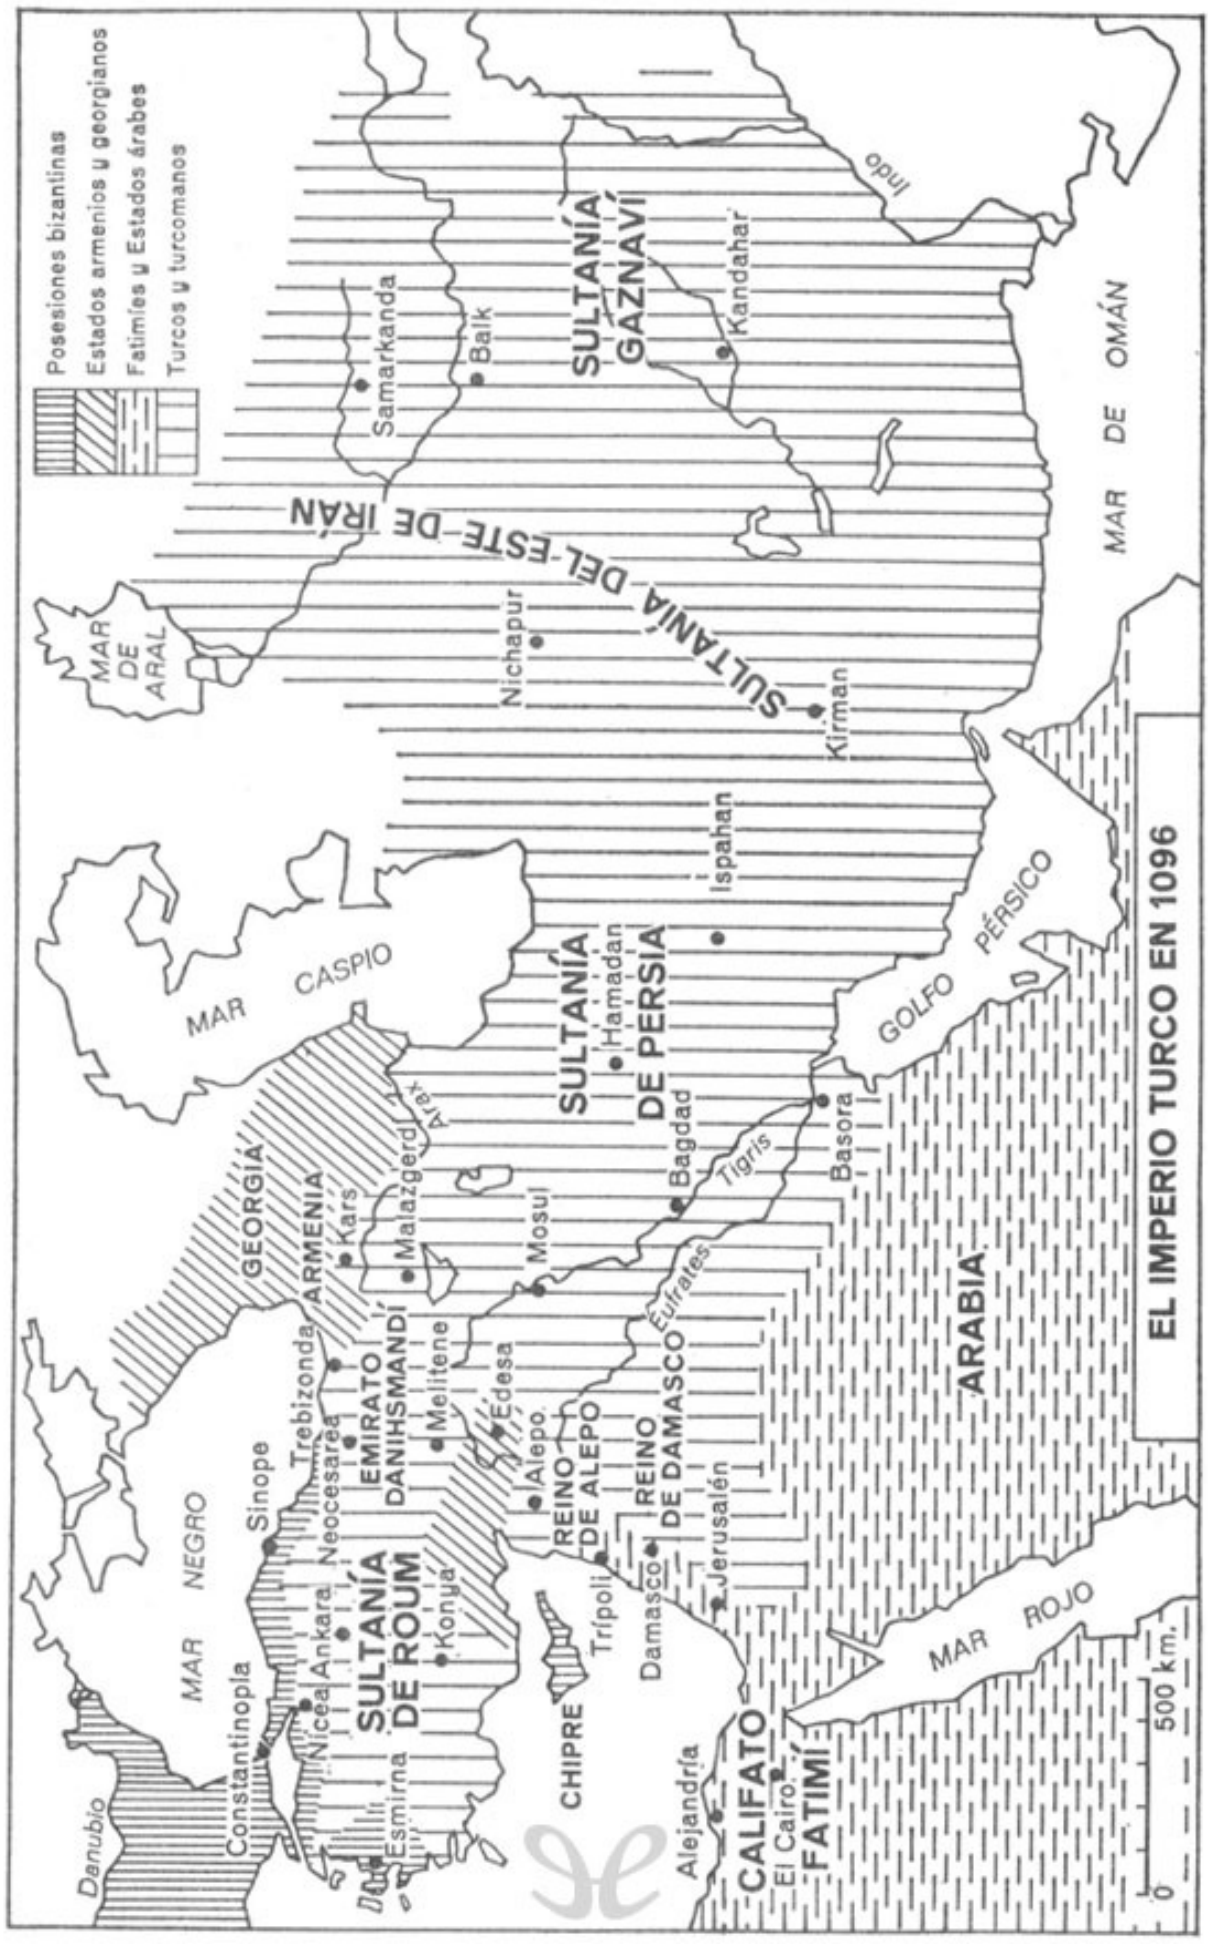 Posesiones bizantinas
Estados armenios y georgianos
Fatimíes y Estados árabes
Turcos y turcomanos
Danubio
MAR NEGRO
MAR CASPIO
MAR
DE
ARAL
Constantinopla
Sinope
Trebizonda
GEORGIA
ARMENIA
Kars
Nicea
Ankara
Neocesarea
Malazgerd
Arax
SULTANÍA
DE ROUM
EMIRATO
DANIHSMANDÍ
Esmirna
Konya
Melitene
Edesa
Mosul
SULTANÍA
DE PERSIA
Hamadan
Ispahan
Nichapur
SULTANÍA DEL ESTE DE IRÁN
Samarkanda
Balk
SULTANÍA
GAZNAVÍ
Kandahar
Indo
Kirman
CHIPRE
Alepo
REINO
DE ALEPO
Trípoli
REINO
DE DAMASCO
Damasco
Eufrates
Bagdad
Tigris
Basora
GOLFO PÉRSICO
Jerusalén
Alejandría
CALIFATO
El Cairo
FATIMÍ
ARABIA
MAR ROJO
MAR DE OMÁN
0 500 km.
EL IMPERIO TURCO EN 1096